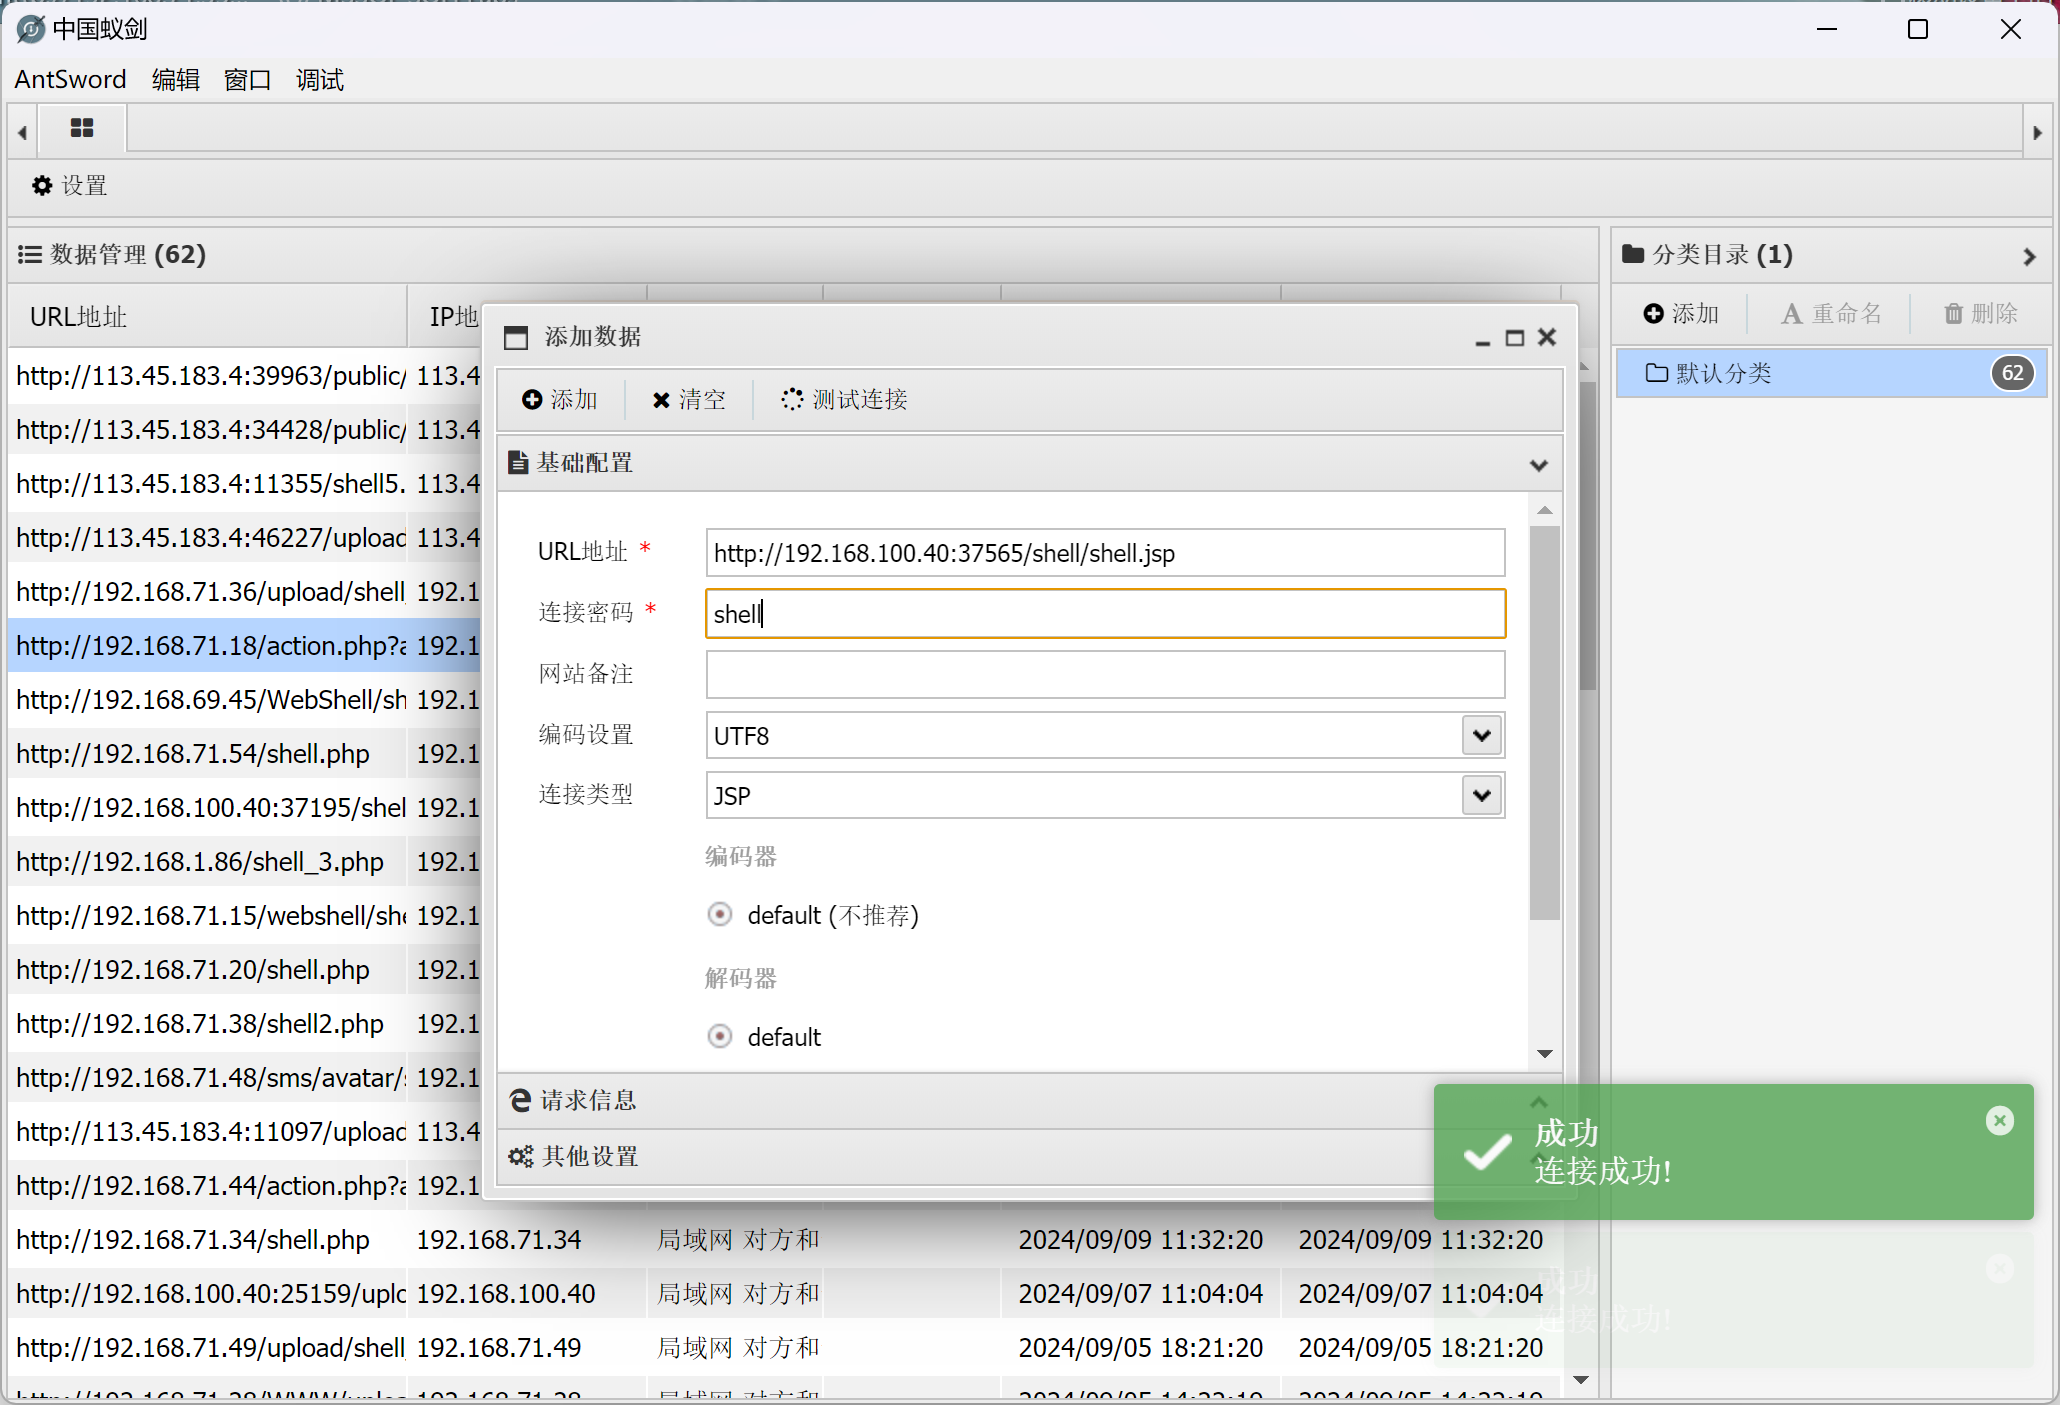 中国蚁剑
AntSword 编辑 窗口 调试
设置
数据管理 (62)
URL地址 IP地
http://113.45.183.4:39963/public/ 113.4
http://113.45.183.4:34428/public/ 113.4
http://113.45.183.4:11355/shell5. 113.4
http://113.45.183.4:46227/upload 113.4
http://192.168.71.36/upload/shell 192.1
http://192.168.71.18/action.php?a 192.1
http://192.168.69.45/WebShell/sh 192.1
http://192.168.71.54/shell.php 192.1
http://192.168.100.40:37195/shel 192.1
http://192.168.1.86/shell_3.php 192.1
http://192.168.71.15/webshell/she 192.1
http://192.168.71.20/shell.php 192.1
http://192.168.71.38/shell2.php 192.1
http://192.168.71.48/sms/avatar/s 192.1
http://113.45.183.4:11097/upload 113.4
http://192.168.71.44/action.php?a 192.1
http://192.168.71.34/shell.php 192.168.71.34 局域网 对方和 2024/09/09 11:32:20 2024/09/09 11:32:20
http://192.168.100.40:25159/uplo 192.168.100.40 局域网 对方和 2024/09/07 11:04:04 2024/09/07 11:04:04
http://192.168.71.49/upload/shell 192.168.71.49 局域网 对方和 2024/09/05 18:21:20 2024/09/05 18:21:20
添加数据
添加 清空 测试连接
基础配置
URL地址 * http://192.168.100.40:37565/shell/shell.jsp
连接密码 * shell
网站备注
编码设置 UTF8
连接类型 JSP
编码器
default (不推荐)
解码器
default
请求信息
其他设置
分类目录 (1)
添加 重命名 删除
默认分类 62
成功
连接成功!
成功
连接成功!